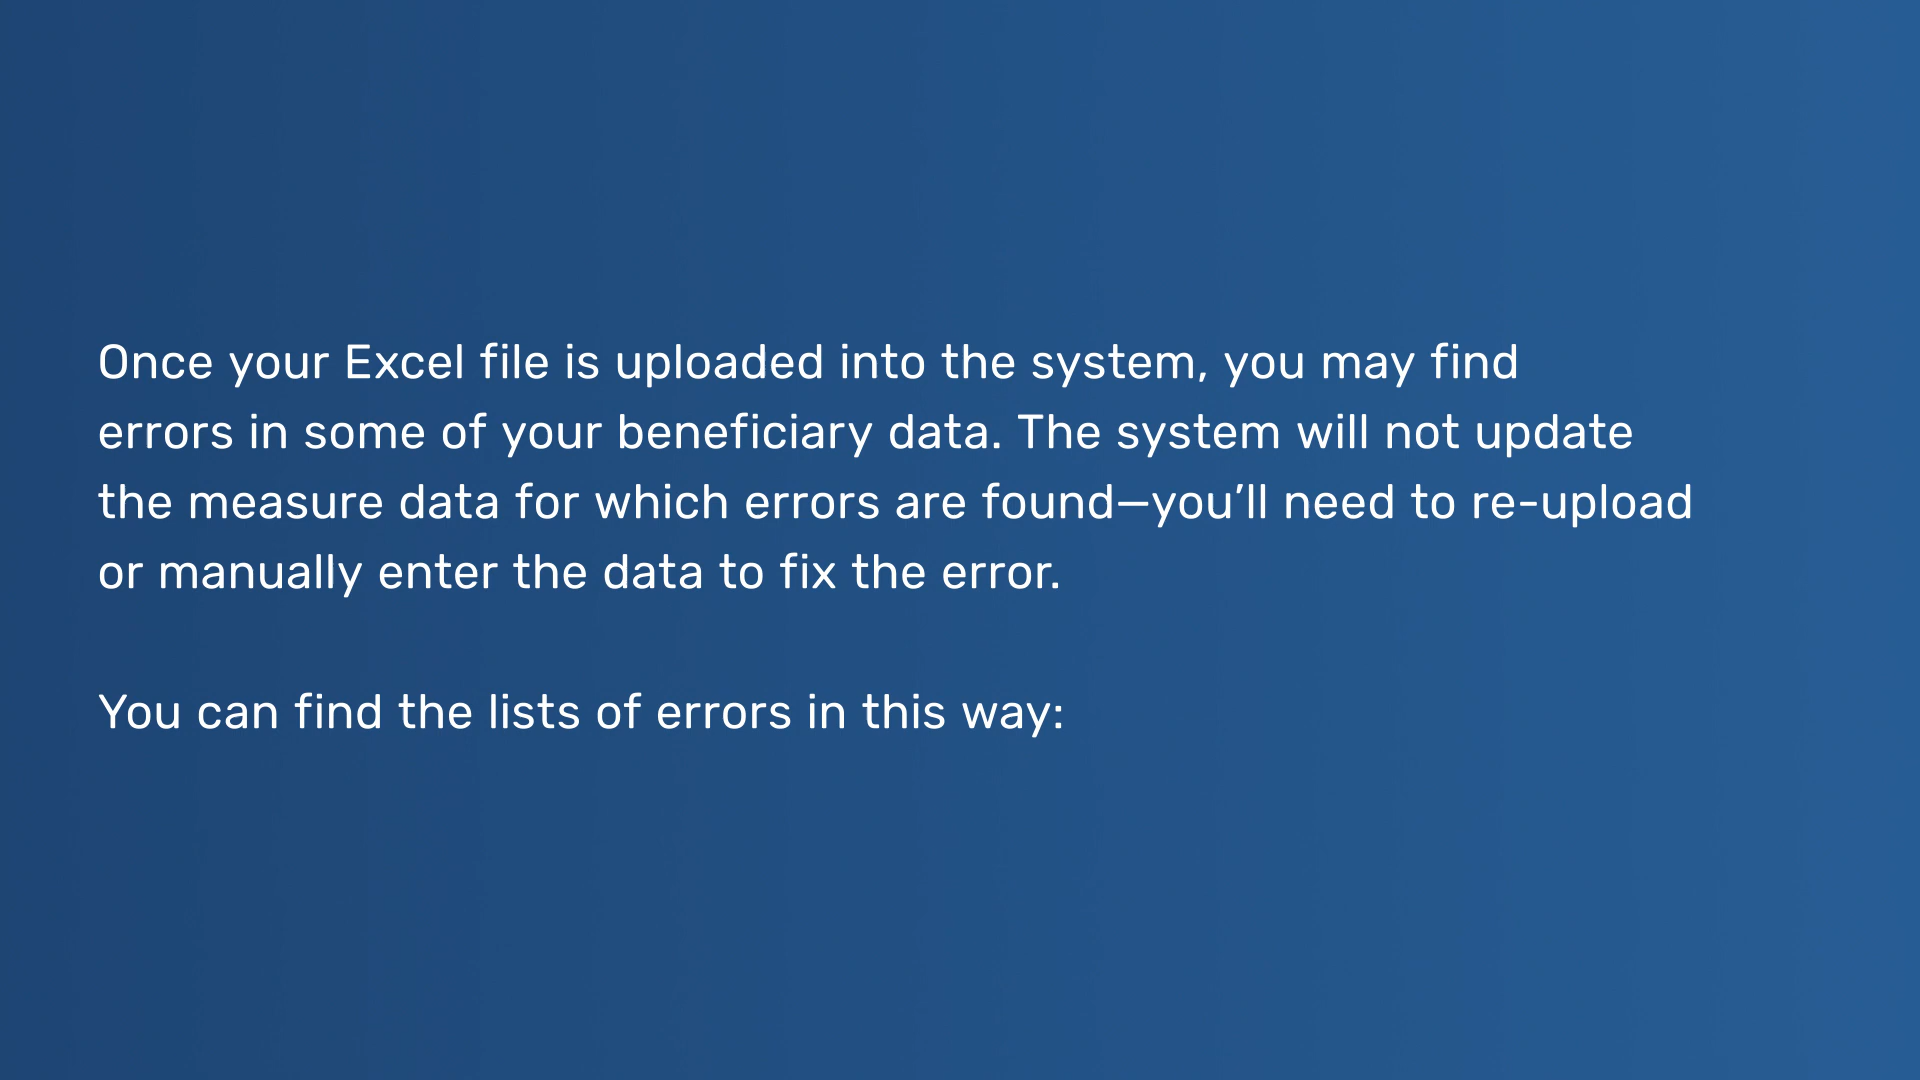 Once your Excel file is uploaded into the system, you may find
errors in some of your beneficiary data. The system will not update
the measure data for which errors are found—you’ll need to re-upload
or manually enter the data to fix the error.
You can find the lists of errors in this way: